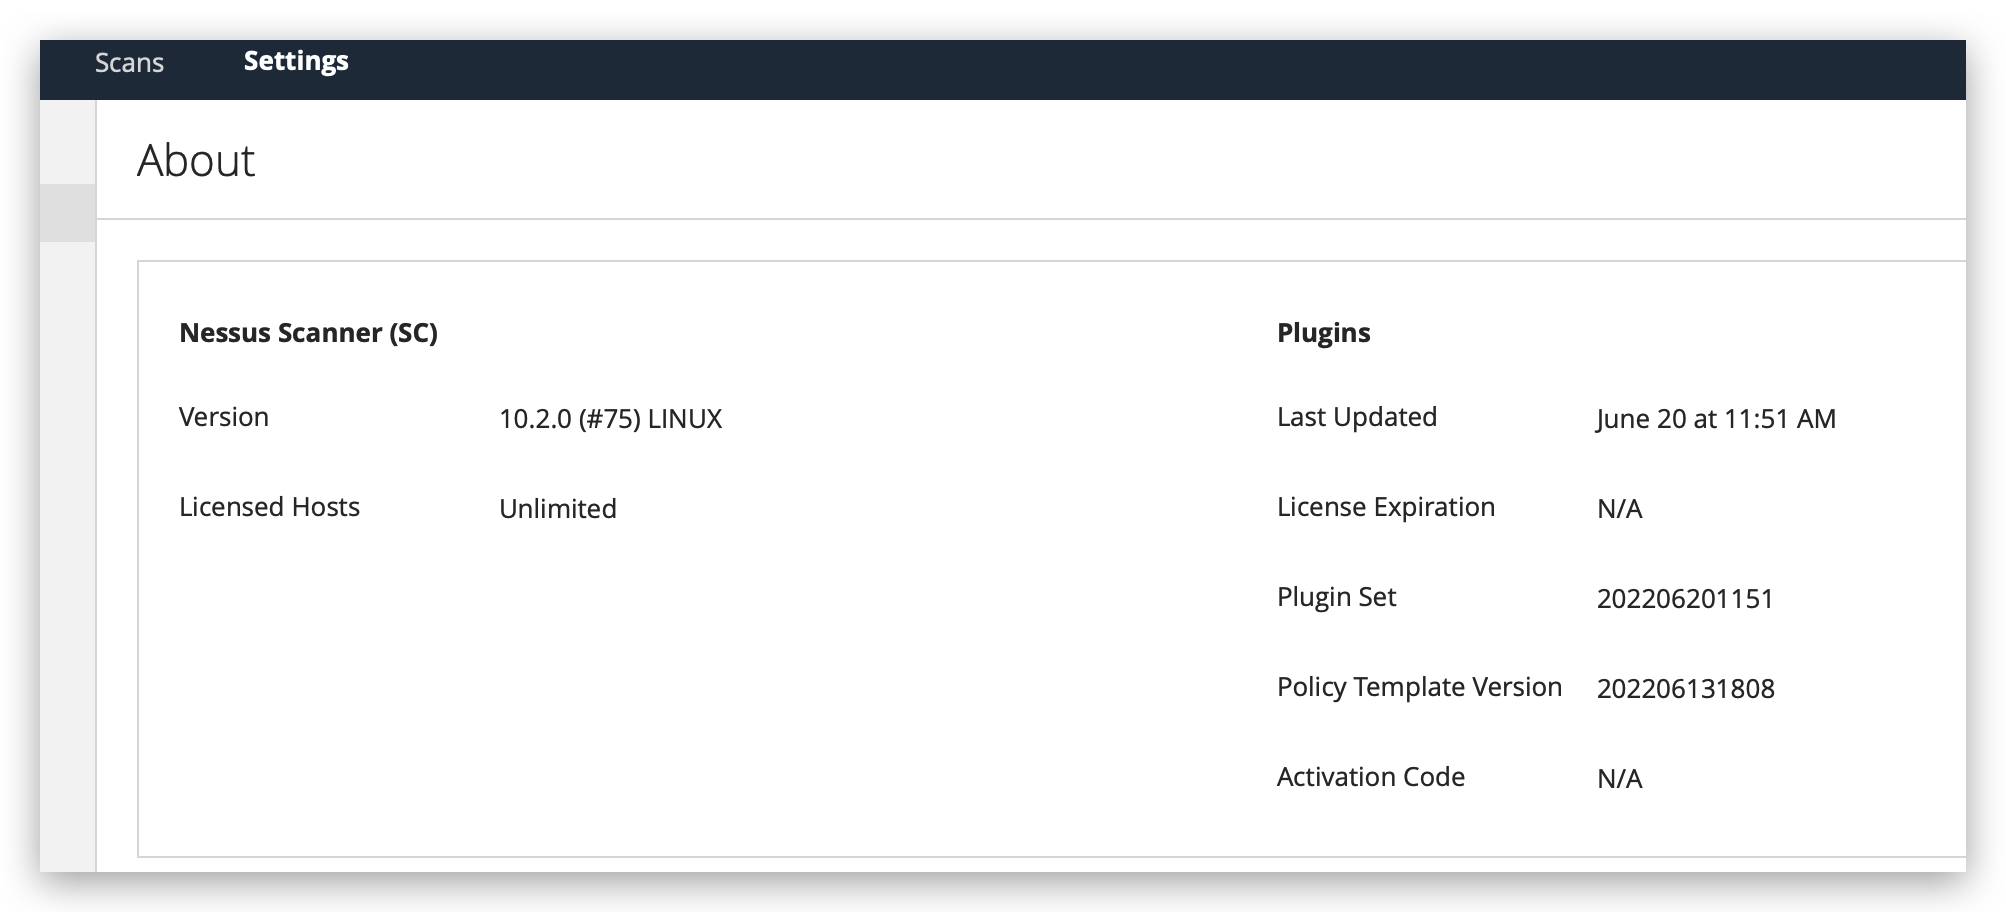 Scans Settings
About
Nessus Scanner (SC)
Version 10.2.0 (#75) LINUX
Licensed Hosts Unlimited
Plugins
Last Updated June 20 at 11:51 AM
License Expiration N/A
Plugin Set 202206201151
Policy Template Version 202206131808
Activation Code N/A